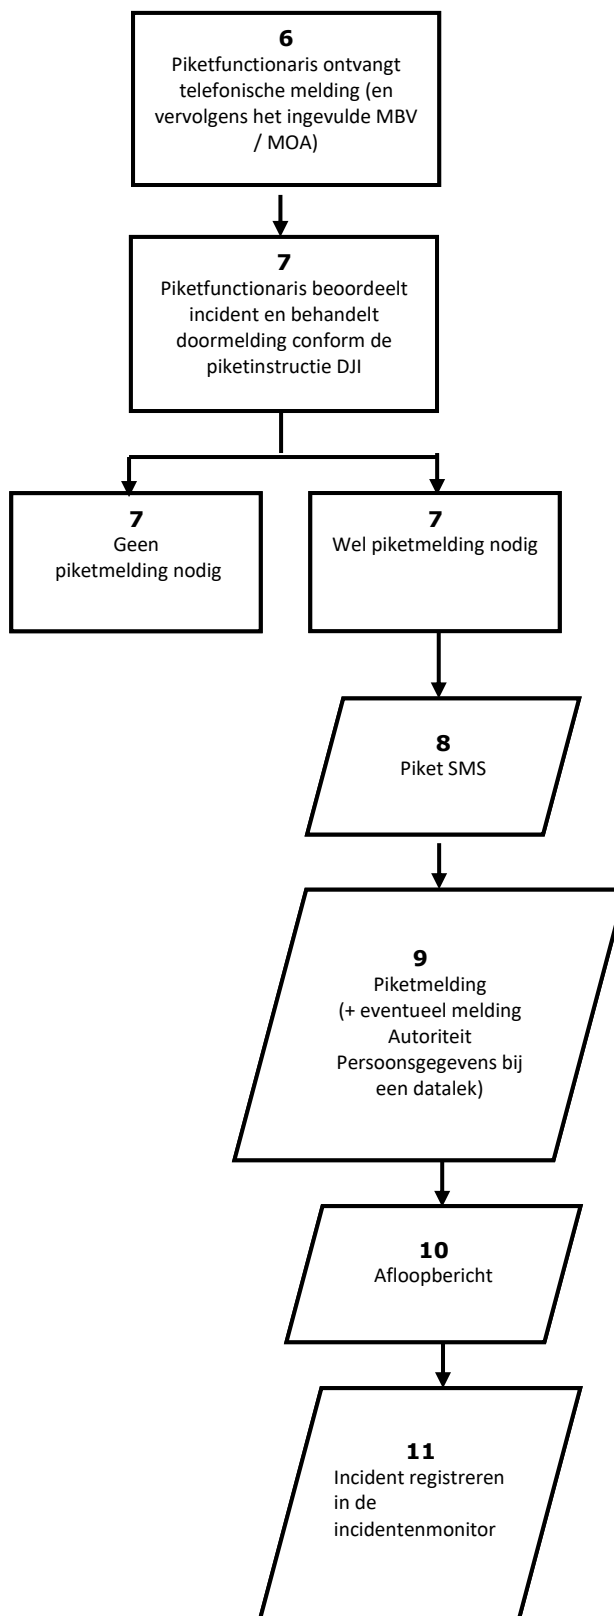 6
Piketfunctionaris ontvangt
telefonische melding (en
vervolgens het ingevulde MBV
/ MOA)
7
Piketfunctionaris beoordeelt
incident en behandelt
doormelding conform de
piketinstructie DJI
7
Geen
piketmelding nodig
7
Wel piketmelding nodig
8
Piket SMS
9
Piketmelding
(+ eventueel melding
Autoriteit
Persoonsgegevens bij
een datalek)
10
Afloopbericht
11
Incident registreren
in de
incidentenmonitor